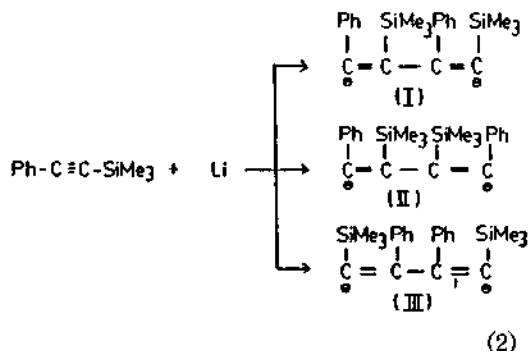 Ph SiMe₃ Ph SiMe₃
C = C — C = C
⊖ ⊖
(I)
Ph SiMe₃ SiMe₃ Ph
Ph-C≡C-SiMe₃ + Li
C = C — C = C
⊖ ⊖
(II)
SiMe₃ Ph Ph SiMe₃
C = C — C = C
⊖ ⊖
(III)
(2)